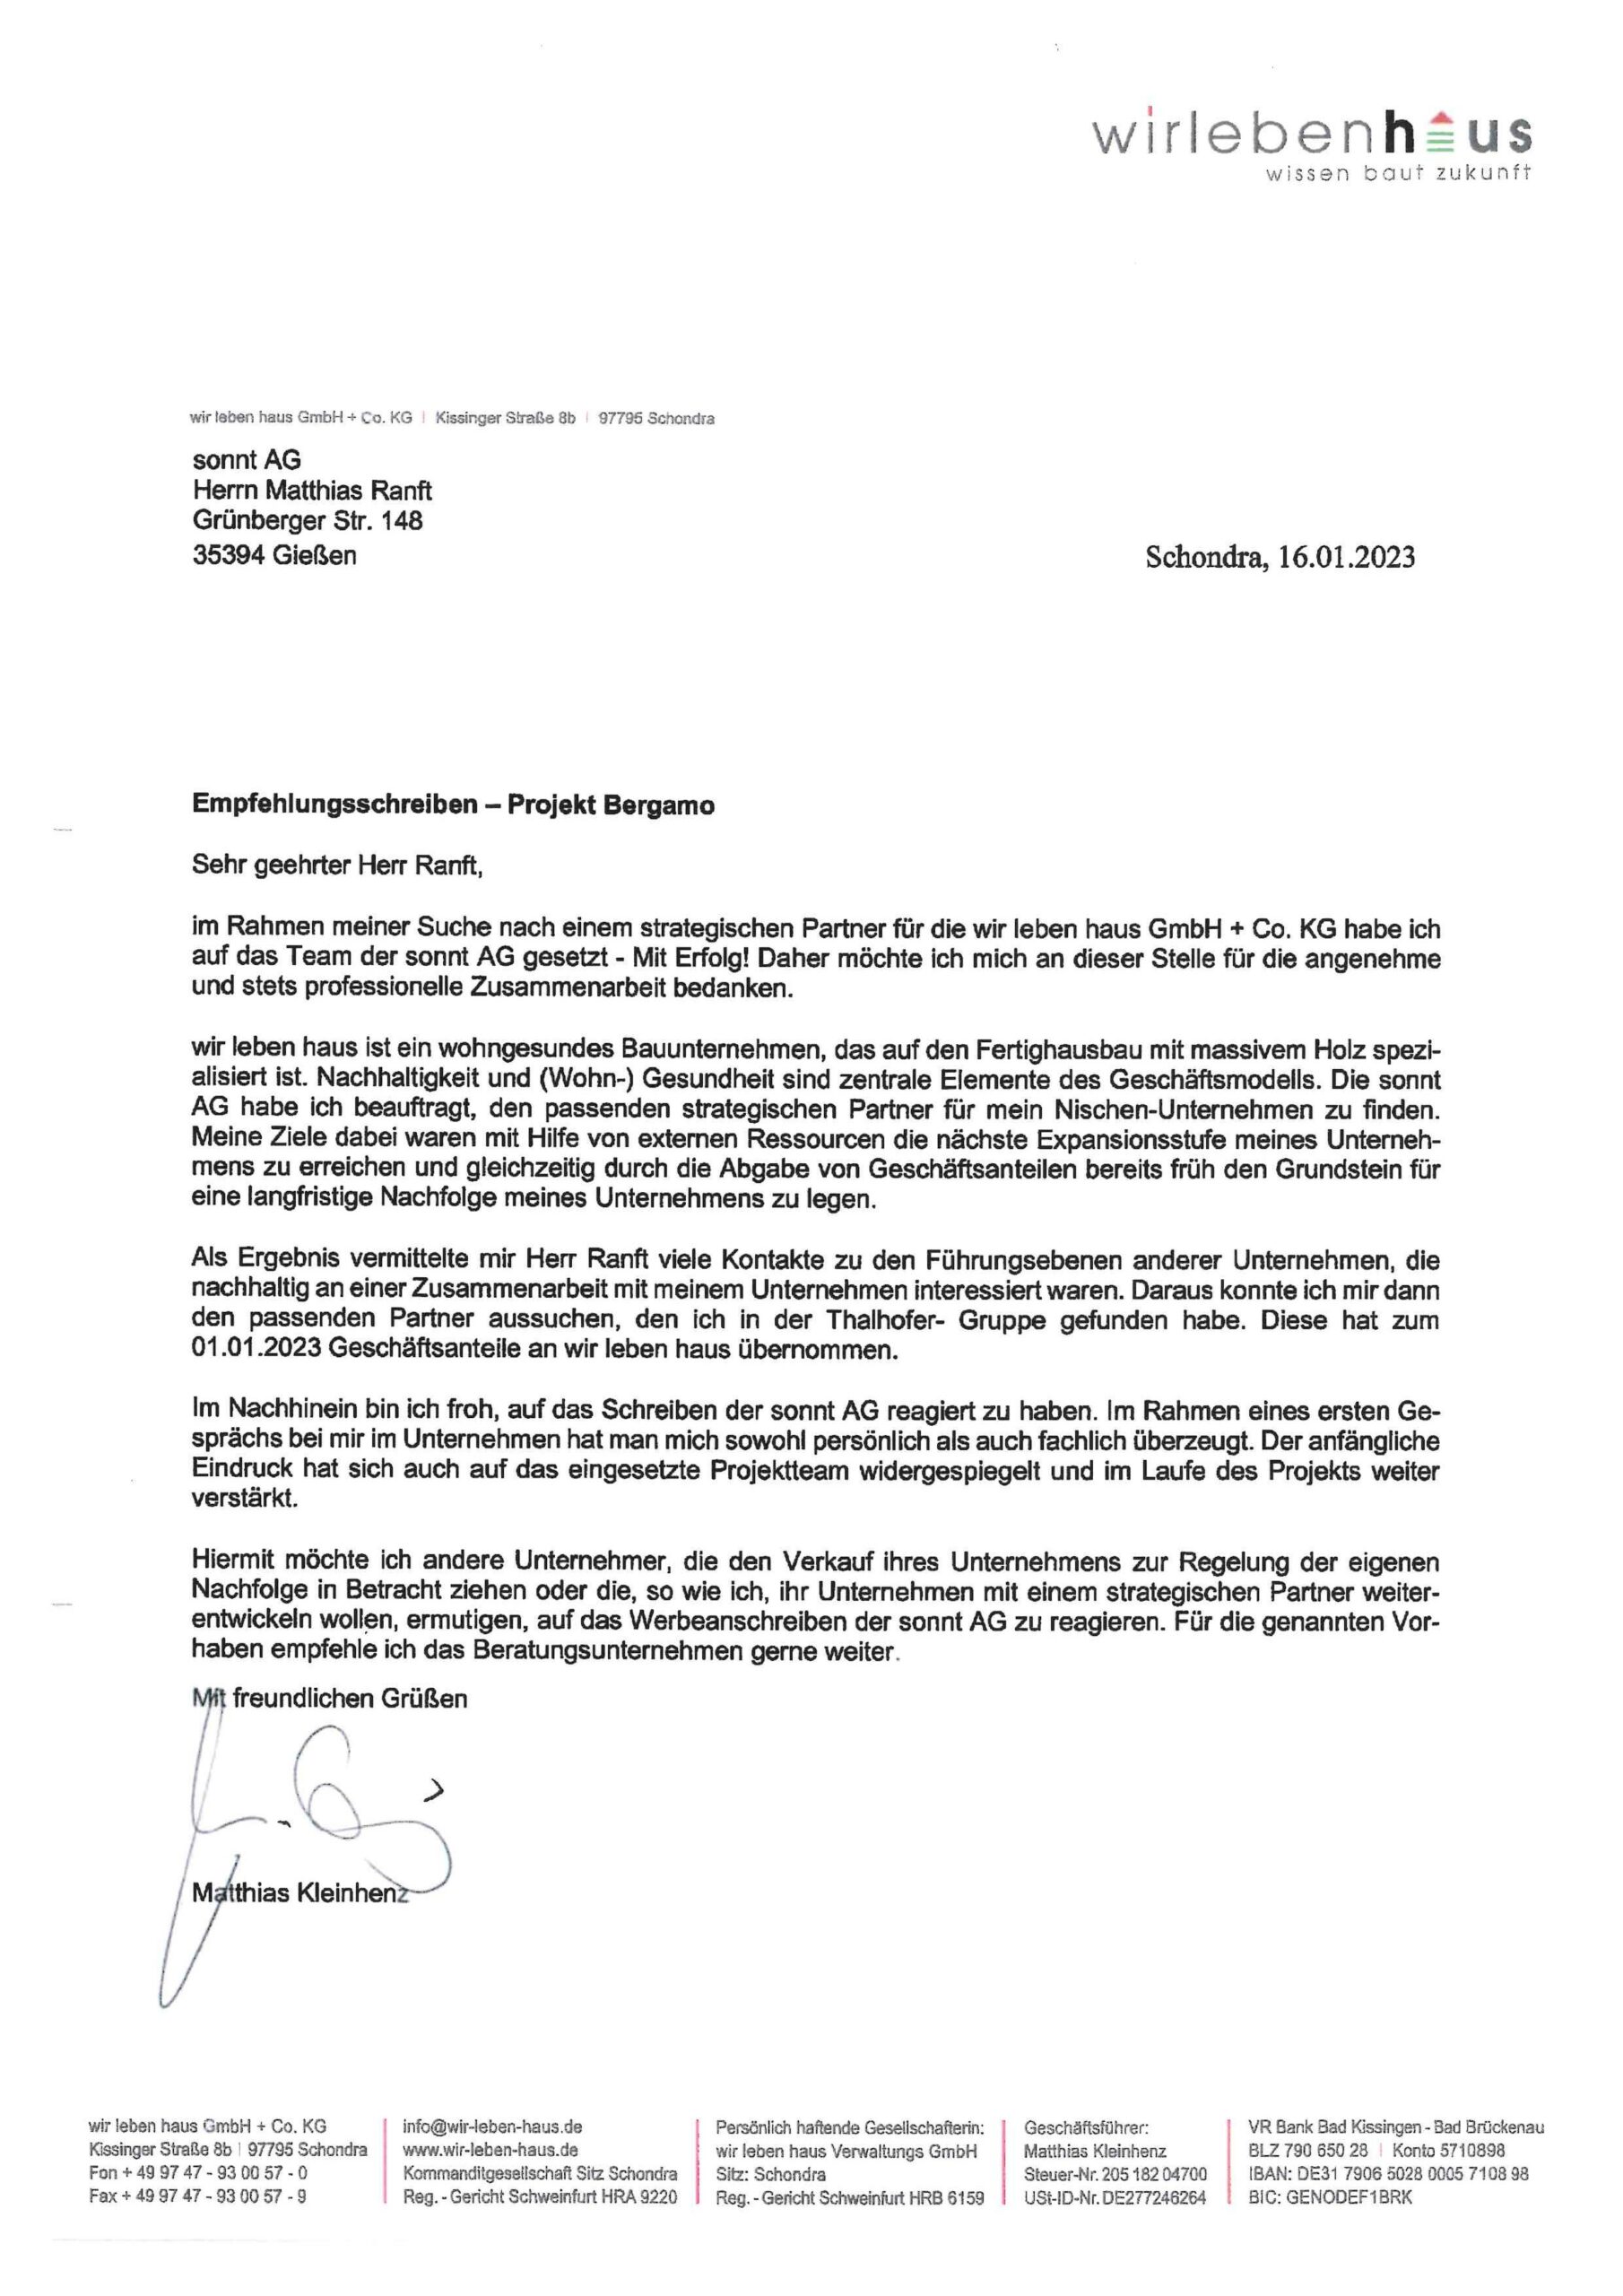 wirlebenhaus
wissen baut zukunft
wir leben haus GmbH + Co. KG | Kissinger Straße 8b | 97795 Schondra
sonnt AG
Herrn Matthias Ranft
Grünberger Str. 148
35394 Gießen
Schondra, 16.01.2023
Empfehlungsschreiben – Projekt Bergamo
Sehr geehrter Herr Ranft,
im Rahmen meiner Suche nach einem strategischen Partner für die wir leben haus GmbH + Co. KG habe ich
auf das Team der sonnt AG gesetzt - Mit Erfolg! Daher möchte ich mich an dieser Stelle für die angenehme
und stets professionelle Zusammenarbeit bedanken.
wir leben haus ist ein wohngesundes Bauunternehmen, das auf den Fertighausbau mit massivem Holz spezi-
alisiert ist. Nachhaltigkeit und (Wohn-) Gesundheit sind zentrale Elemente des Geschäftsmodells. Die sonnt
AG habe ich beauftragt, den passenden strategischen Partner für mein Nischen-Unternehmen zu finden.
Meine Ziele dabei waren mit Hilfe von externen Ressourcen die nächste Expansionsstufe meines Unterneh-
mens zu erreichen und gleichzeitig durch die Abgabe von Geschäftsanteilen bereits früh den Grundstein für
eine langfristige Nachfolge meines Unternehmens zu legen.
Als Ergebnis vermittelte mir Herr Ranft viele Kontakte zu den Führungsebenen anderer Unternehmen, die
nachhaltig an einer Zusammenarbeit mit meinem Unternehmen interessiert waren. Daraus konnte ich mir dann
den passenden Partner aussuchen, den ich in der Thalhofer- Gruppe gefunden habe. Diese hat zum
01.01.2023 Geschäftsanteile an wir leben haus übernommen.
Im Nachhinein bin ich froh, auf das Schreiben der sonnt AG reagiert zu haben. Im Rahmen eines ersten Ge-
sprächs bei mir im Unternehmen hat man mich sowohl persönlich als auch fachlich überzeugt. Der anfängliche
Eindruck hat sich auch auf das eingesetzte Projektteam widergespiegelt und im Laufe des Projekts weiter
verstärkt.
Hiermit möchte ich andere Unternehmer, die den Verkauf ihres Unternehmens zur Regelung der eigenen
Nachfolge in Betracht ziehen oder die, so wie ich, ihr Unternehmen mit einem strategischen Partner weiter-
entwickeln wollen, ermutigen, auf das Werbeanschreiben der sonnt AG zu reagieren. Für die genannten Vor-
haben empfehle ich das Beratungsunternehmen gerne weiter.
Mit freundlichen Grüßen
Matthias Kleinhenz
wir leben haus GmbH + Co. KG
Kissinger Straße 8b | 97795 Schondra
Fon + 49 97 47 - 93 00 57 - 0
Fax + 49 97 47 - 93 00 57 - 9
info@wir-leben-haus.de
www.wir-leben-haus.de
Kommanditgesellschaft Sitz Schondra
Reg. - Gericht Schweinfurt HRA 9220
Persönlich haftende Gesellschafterin:
wir leben haus Verwaltungs GmbH
Sitz: Schondra
Reg. - Gericht Schweinfurt HRB 6159
Geschäftsführer:
Matthias Kleinhenz
Steuer-Nr. 205 182 04700
USt-ID-Nr. DE277246264
VR Bank Bad Kissingen - Bad Brückenau
BLZ 790 650 28 | Konto 5710898
IBAN: DE31 7906 5028 0005 7108 98
BIC: GENODEF1BRK